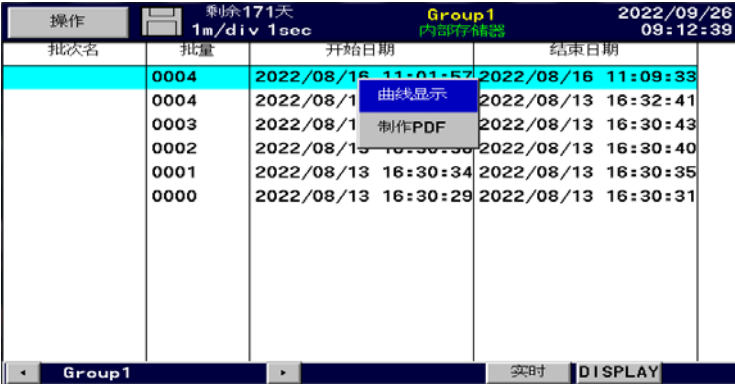 操作 剩余171天 Group1 2022/09/26
1m/div 1sec 内部存储器 09:12:39
批次名 批量 开始日期 结束日期
0004 2022/08/16 11:01:57 2022/08/16 11:09:33
曲线显示
0004 2022/08/1 2022/08/13 16:32:41
制作PDF
0003 2022/08/1 2022/08/13 16:30:43
0002 2022/08/13 2022/08/13 16:30:40
0001 2022/08/13 16:30:34 2022/08/13 16:30:35
0000 2022/08/13 16:30:29 2022/08/13 16:30:31
Group1 实时 DISPLAY